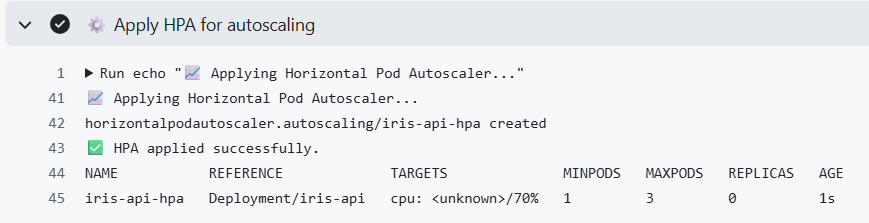 Apply HPA for autoscaling
1 Run echo "📈 Applying Horizontal Pod Autoscaler..."
41 📈 Applying Horizontal Pod Autoscaler...
42 horizontalpodautoscaler.autoscaling/iris-api-hpa created
43 ✅ HPA applied successfully.
44 NAME REFERENCE TARGETS MINPODS MAXPODS REPLICAS AGE
45 iris-api-hpa Deployment/iris-api cpu: <unknown>/70% 1 3 0 1s